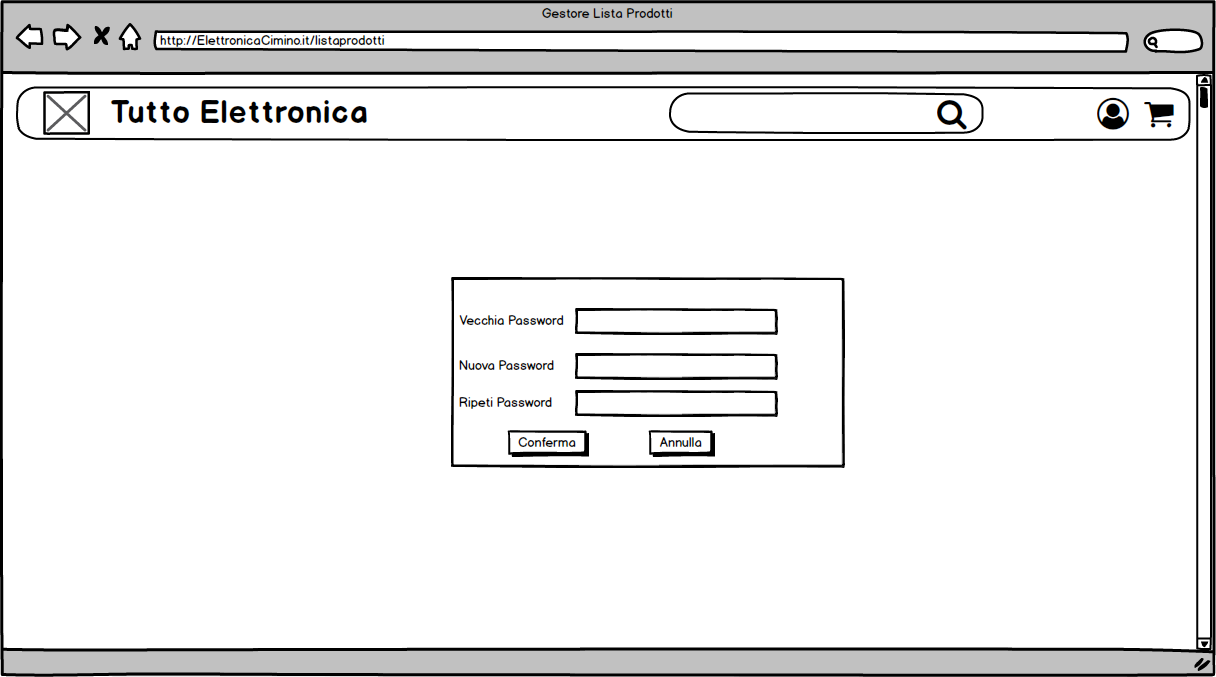 Gestore Lista Prodotti
http://ElettronicaCimino.it/listaprodotti
Tutto Elettronica
Vecchia Password
Nuova Password
Ripeti Password
Conferma Annulla